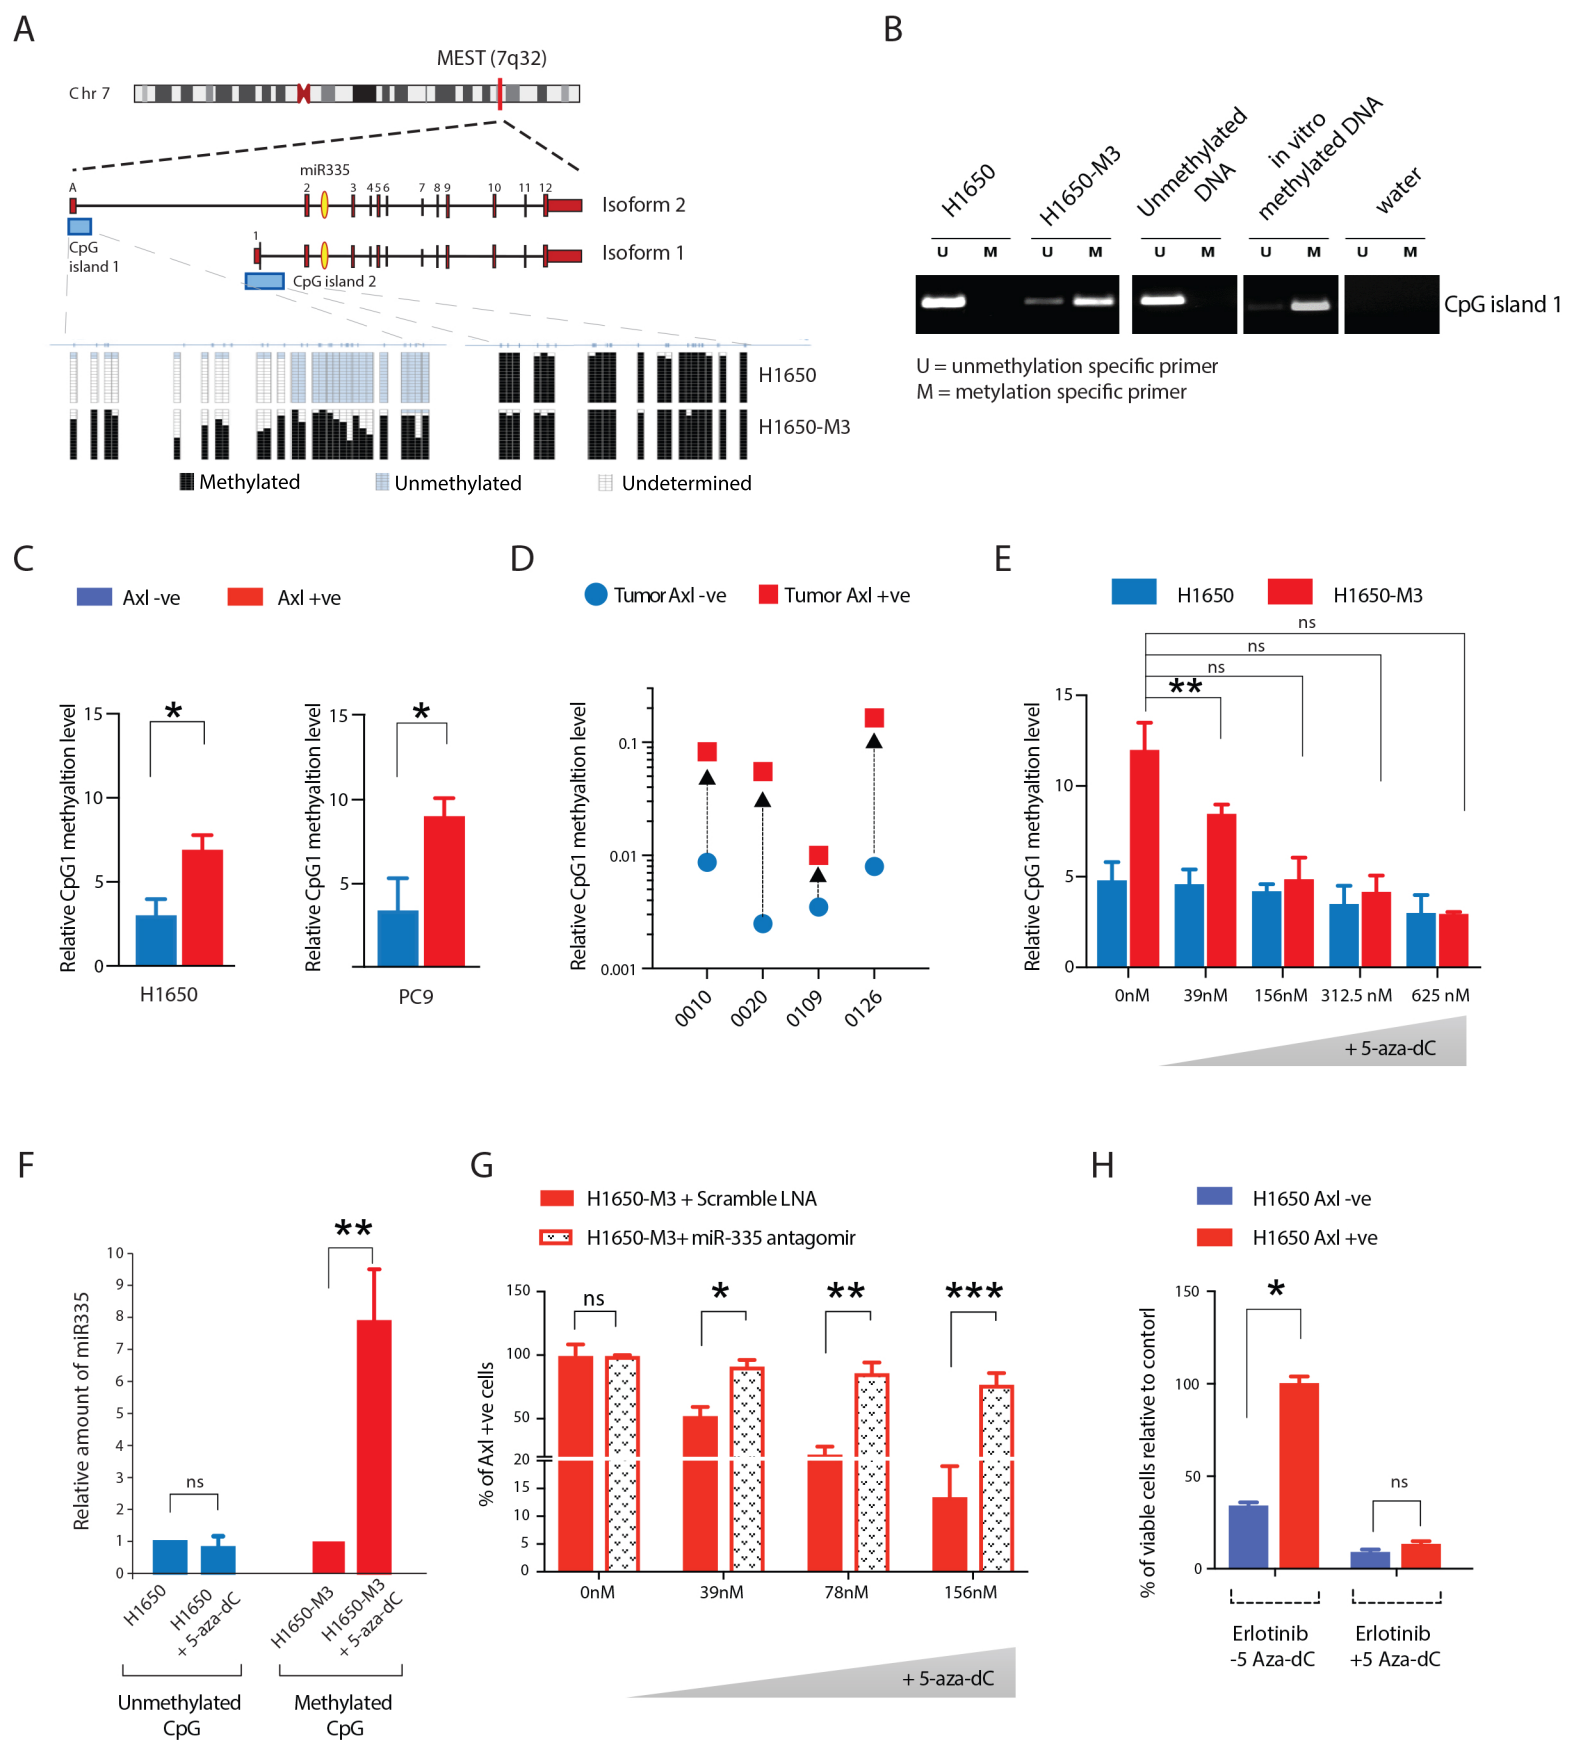 A
MEST (7q32)
Chr 7
miR335
A 2 3 4 5 6 7 8 9 10 11 12
Isoform 2
CpG
island 1
1
Isoform 1
CpG island 2
H1650
H1650-M3
Methylated Unmethylated Undetermined
B
H1650
H1650-M3
Unmethylated
DNA
in vitro
methylated DNA
water
U M U M U M U M U M
CpG island 1
U = unmethylation specific primer
M = metylation specific primer
C
Axl -ve Axl +ve
Relative CpG1 methyaltion level
15
10
5
0
*
H1650
Relative CpG1 methyaltion level
15
10
5
*
PC9
D
Tumor Axl -ve Tumor Axl +ve
Relative CpG1 methyaltion level
0.1
0.01
0.001
0010 0020 0109 0126
E
H1650 H1650-M3
ns
ns
ns
**
Relative CpG1 methyaltion level
15
10
5
0
0nM 39nM 156nM 312.5 nM 625 nM
+ 5-aza-dC
F
Relative amount of miR335
10
9
8
7
6
5
4
3
2
1
0
ns
**
H1650
H1650
+ 5-aza-dC
H1650-M3
H1650-M3
+ 5-aza-dC
Unmethylated
CpG
Methylated
CpG
G
H1650-M3 + Scramble LNA
H1650-M3+ miR-335 antagomir
% of Axl +ve cells
150
100
50
20
15
10
5
0
ns * ** ***
0nM 39nM 78nM 156nM
+ 5-aza-dC
H
H1650 Axl -ve
H1650 Axl +ve
% of viable cells relative to contorl
150
100
50
0
*
ns
Erlotinib
-5 Aza-dC
Erlotinib
+5 Aza-dC